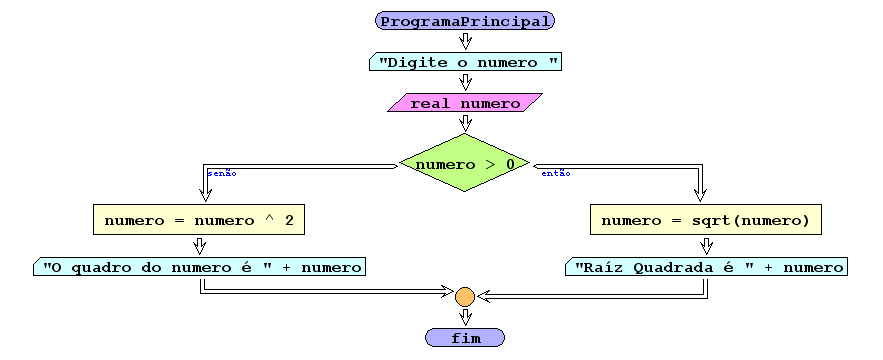 ProgramaPrincipal
"Digite o numero "
real numero
numero > 0
senão
então
numero = numero ^ 2
numero = sqrt(numero)
"O quadro do numero é " + numero
"Raíz Quadrada é " + numero
fim